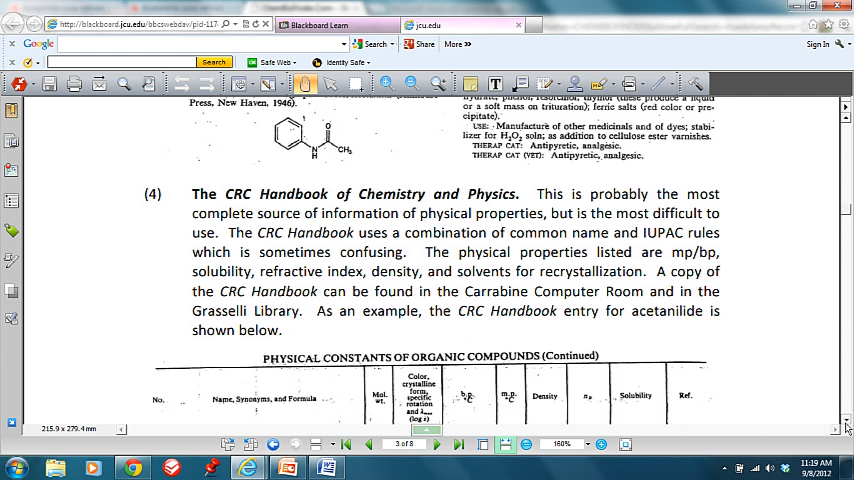 http://blackboard.jcu.edu/bbcswebdav/pid-117
Blackboard Learn
jcu.edu
Google
Search
Share
More »
Sign In
Search
Safe Web
Identity Safe
Press, New Haven, 1946).
O
N
H
CH3
or a soft mass on trituration); ferric salts (red color or pre-
cipitate).
USE: Manufacture of other medicinals and of dyes; stabi-
lizer for H2O2 soln; as addition to cellulose ester varnishes.
THERAP CAT: Antipyretic, analgesic.
THERAP CAT (VET): Antipyretic, analgesic.
(4) The CRC Handbook of Chemistry and Physics. This is probably the most
complete source of information of physical properties, but is the most difficult to
use. The CRC Handbook uses a combination of common name and IUPAC rules
which is sometimes confusing. The physical properties listed are mp/bp,
solubility, refractive index, density, and solvents for recrystallization. A copy of
the CRC Handbook can be found in the Carrabine Computer Room and in the
Grasselli Library. As an example, the CRC Handbook entry for acetanilide is
shown below.
PHYSICAL CONSTANTS OF ORGANIC COMPOUNDS (Continued)
No.
Name, Synonyms, and Formula
Mol. wt.
Color, crystalline form, specific rotation and λmax (log ε)
b.p. °C
m.p. °C
Density
nD
Solubility
Ref.
215.9 x 279.4 mm
3 of 8
160%
11:19 AM
9/8/2012